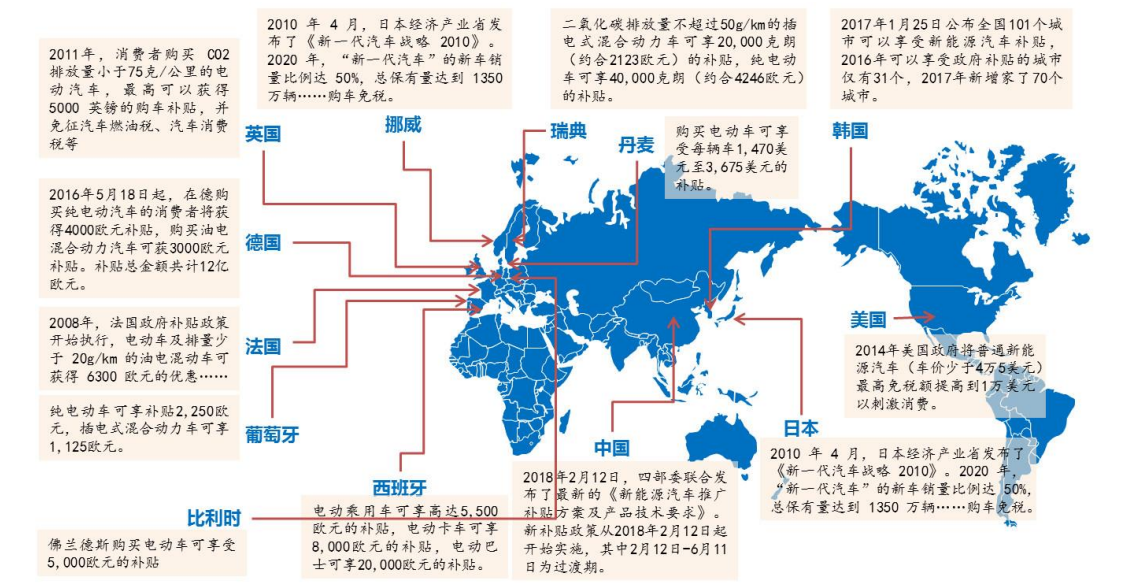 2011年，消费者购买 CO2
排放量小于75克/公里的电
动汽车，最高可以获得
5000 英镑的购车补贴，并
免征汽车燃油税、汽车消费
税等
英国
2010 年 4 月，日本经济产业省发
布了《新一代汽车战略 2010》。
2020 年，“新一代汽车”的新车销
量比例达 50%，总保有量达到 1350
万辆……购车免税。
挪威
二氧化碳排放量不超过50g/km的插
电式混合动力车可享20,000克朗
（约合2123欧元）的补贴，纯电动
车可享40,000克朗（约合4246欧元）
的补贴。
瑞典
丹麦
购买电动车可享
受每辆车1,470美
元至3,675美元的
补贴。
2017年1月25日公布全国101个城
市可以享受新能源汽车补贴，
2016年可以享受政府补贴的城市
仅有31个，2017年新增家了70个
城市。
韩国
2016年5月18日起，在德购
买纯电动汽车的消费者将获
得4000欧元补贴，购买油电
混合动力汽车可获3000欧元
补贴。补贴总金额共计12亿
欧元。
德国
2008年，法国政府补贴政策
开始执行，电动车及排量少
于 20g/km 的油电混动车可
获得 6300 欧元的优惠……
法国
纯电动车可享补贴2,250欧
元，插电式混合动力车可享
1,125欧元。
葡萄牙
美国
2014年美国政府将普通新能
源汽车（车价少于4万5美元）
最高免税额提高到1万美元
以刺激消费。
西班牙
电动乘用车可享高达5,500
欧元的补贴，电动卡车可享
8,000欧元的补贴，电动巴
士可享20,000欧元的补贴。
比利时
佛兰德斯购买电动车可享受
5,000欧元的补贴
中国
2018年2月12日，四部委联合发
布了最新的《新能源汽车推广
补贴方案及产品技术要求》。
新补贴政策从2018年2月12日起
开始实施，其中2月12日-6月11
日为过渡期。
日本
2010 年 4 月，日本经济产业省发布了
《新一代汽车战略 2010》。2020 年，
“新一代汽车”的新车销量比例达 50%，
总保有量达到 1350 万辆……购车免税。